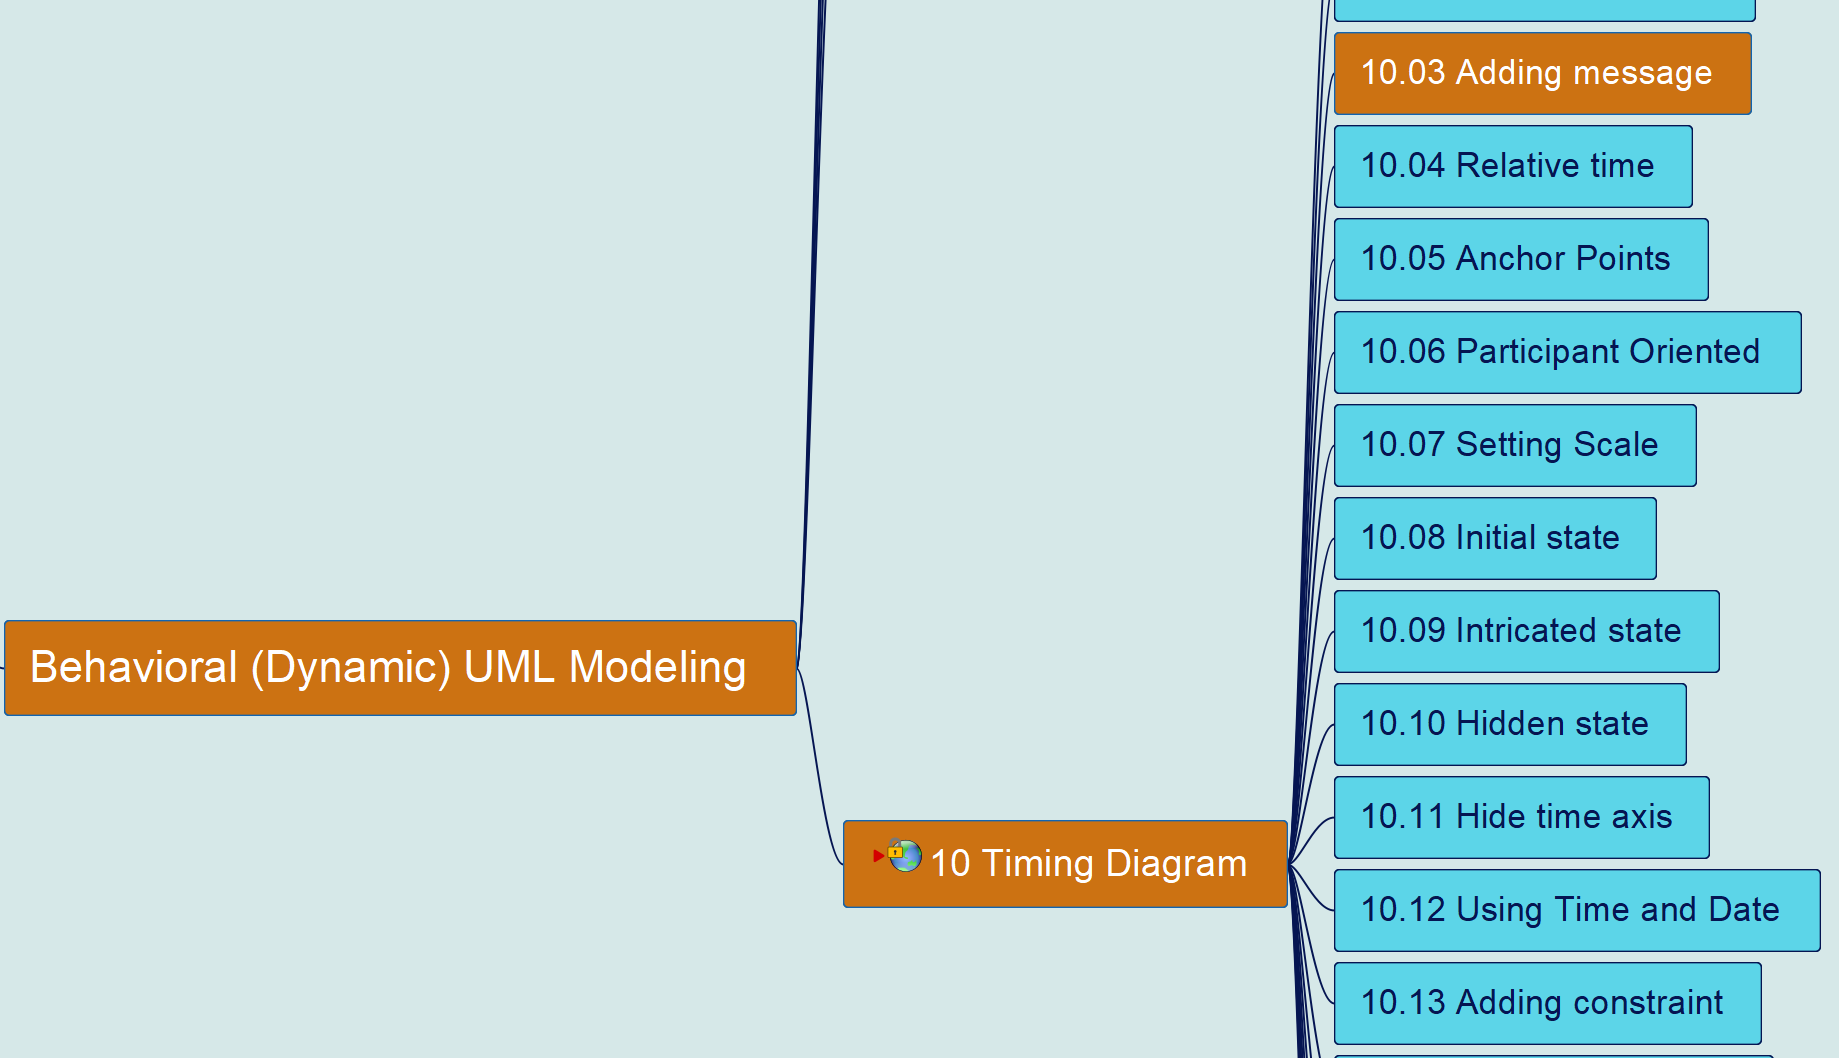 10.03 Adding message
10.04 Relative time
10.05 Anchor Points
10.06 Participant Oriented
10.07 Setting Scale
10.08 Initial state
10.09 Intricated state
Behavioral (Dynamic) UML Modeling
10.10 Hidden state
10.11 Hide time axis
10 Timing Diagram
10.12 Using Time and Date
10.13 Adding constraint